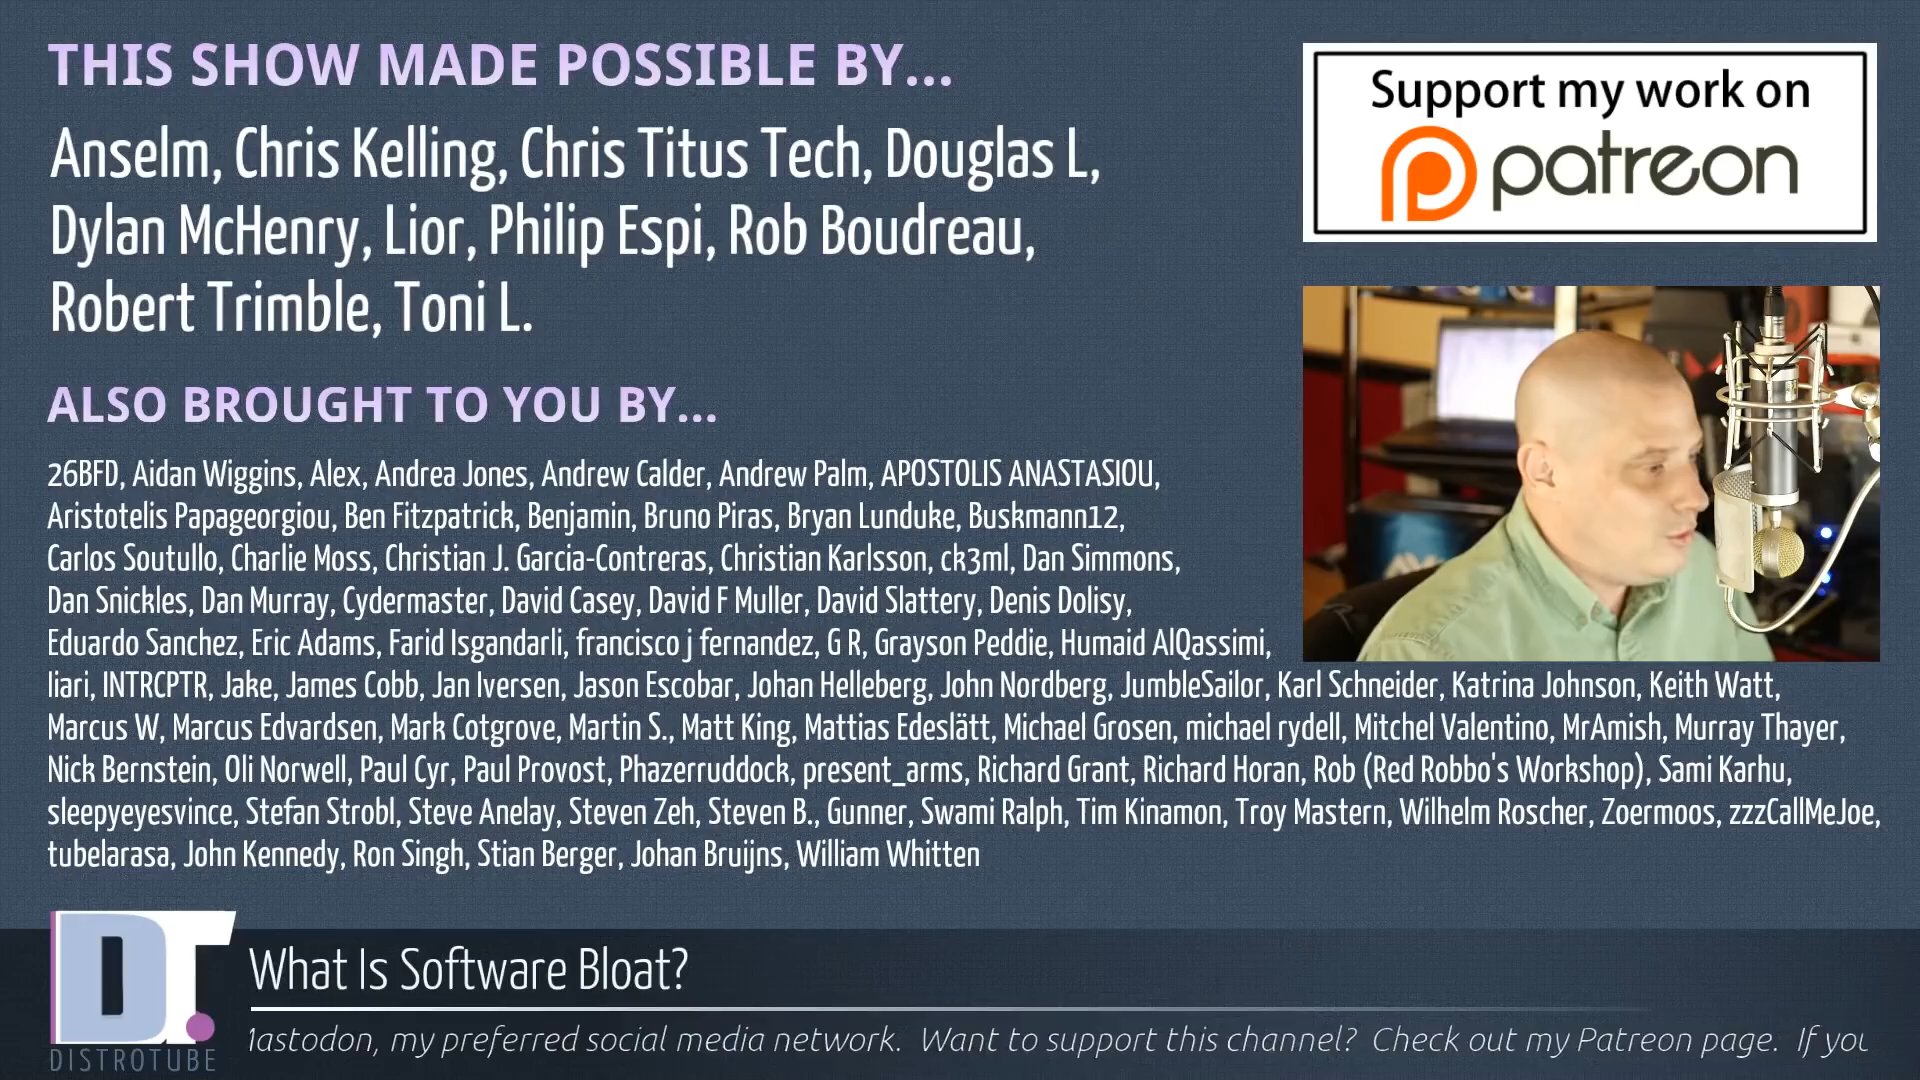 THIS SHOW MADE POSSIBLE BY...
Anselm, Chris Kelling, Chris Titus Tech, Douglas L,
Dylan McHenry, Lior, Philip Espi, Rob Boudreau,
Robert Trimble, Toni L.
Support my work on
patreon
ALSO BROUGHT TO YOU BY...
26BFD, Aidan Wiggins, Alex, Andrea Jones, Andrew Calder, Andrew Palm, APOSTOLIS ANASTASIOU,
Aristotelis Papageorgiou, Ben Fitzpatrick, Benjamin, Bruno Piras, Bryan Lunduke, Buskmann12,
Carlos Soutullo, Charlie Moss, Christian J. Garcia-Contreras, Christian Karlsson, ck3ml, Dan Simmons,
Dan Snickles, Dan Murray, Cydermaster, David Casey, David F Muller, David Slattery, Denis Dolisy,
Eduardo Sanchez, Eric Adams, Farid Isgandarli, francisco j fernandez, G R, Grayson Peddie, Humaid AlQassimi,
liari, INTRCPTR, Jake, James Cobb, Jan Iversen, Jason Escobar, Johan Helleberg, John Nordberg, JumbleSailor, Karl Schneider, Katrina Johnson, Keith Watt,
Marcus W, Marcus Edvardsen, Mark Cotgrove, Martin S., Matt King, Mattias Edeslätt, Michael Grosen, michael rydell, Mitchel Valentino, MrAmish, Murray Thayer,
Nick Bernstein, Oli Norwell, Paul Cyr, Paul Provost, Phazerruddock, present_arms, Richard Grant, Richard Horan, Rob (Red Robbo's Workshop), Sami Karhu,
sleepyeyesvince, Stefan Strobl, Steve Anelay, Steven Zeh, Steven B., Gunner, Swami Ralph, Tim Kinamon, Troy Mastern, Wilhelm Roscher, Zoermoos, zzzCallMeJoe,
tubelarasa, John Kennedy, Ron Singh, Stian Berger, Johan Bruijns, William Whitten
DT
DISTROTUBE
What Is Software Bloat?
astodon, my preferred social media network. Want to support this channel? Check out my Patreon page. If you